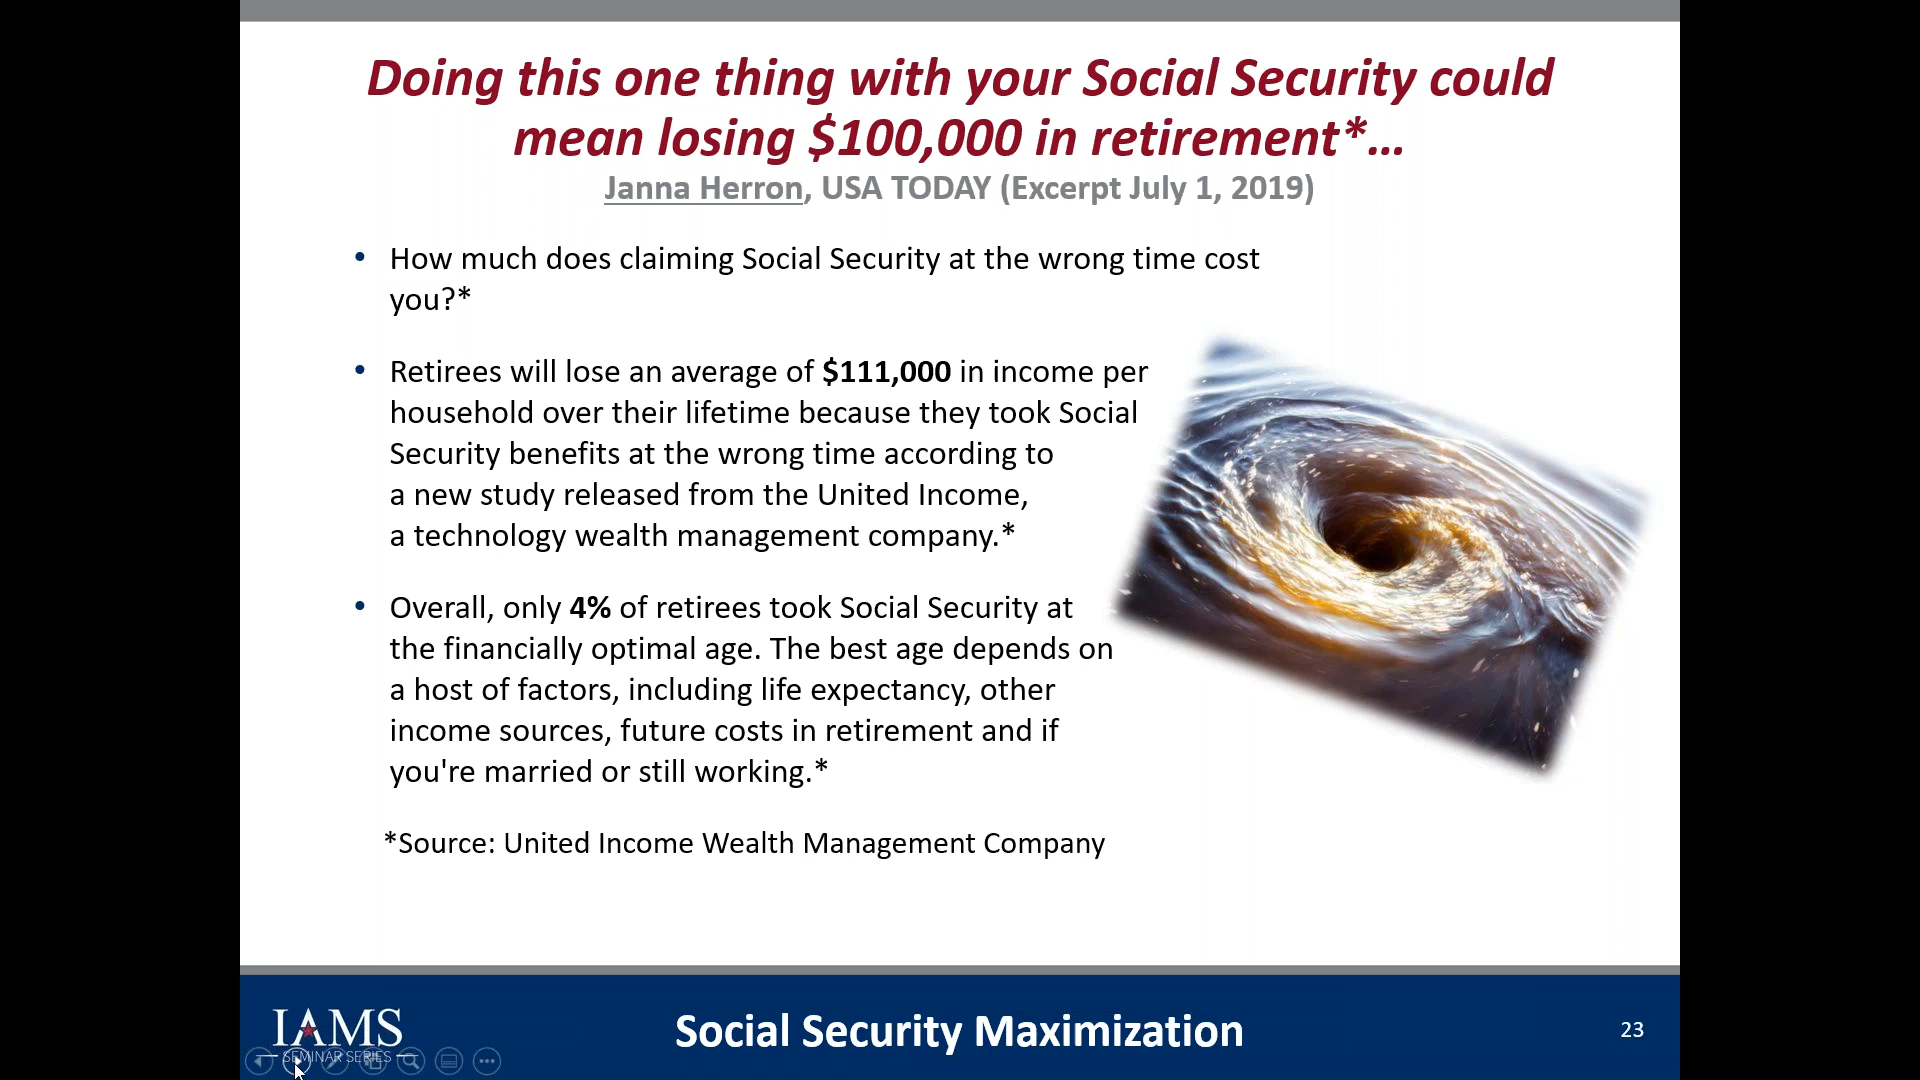 Doing this one thing with your Social Security could
mean losing $100,000 in retirement*...
Janna Herron, USA TODAY (Excerpt July 1, 2019)
• How much does claiming Social Security at the wrong time cost
you?*
• Retirees will lose an average of $111,000 in income per
household over their lifetime because they took Social
Security benefits at the wrong time according to
a new study released from the United Income,
a technology wealth management company.*
• Overall, only 4% of retirees took Social Security at
the financially optimal age. The best age depends on
a host of factors, including life expectancy, other
income sources, future costs in retirement and if
you're married or still working.*
*Source: United Income Wealth Management Company
IAMS
SEMINAR SERIES
Social Security Maximization
23